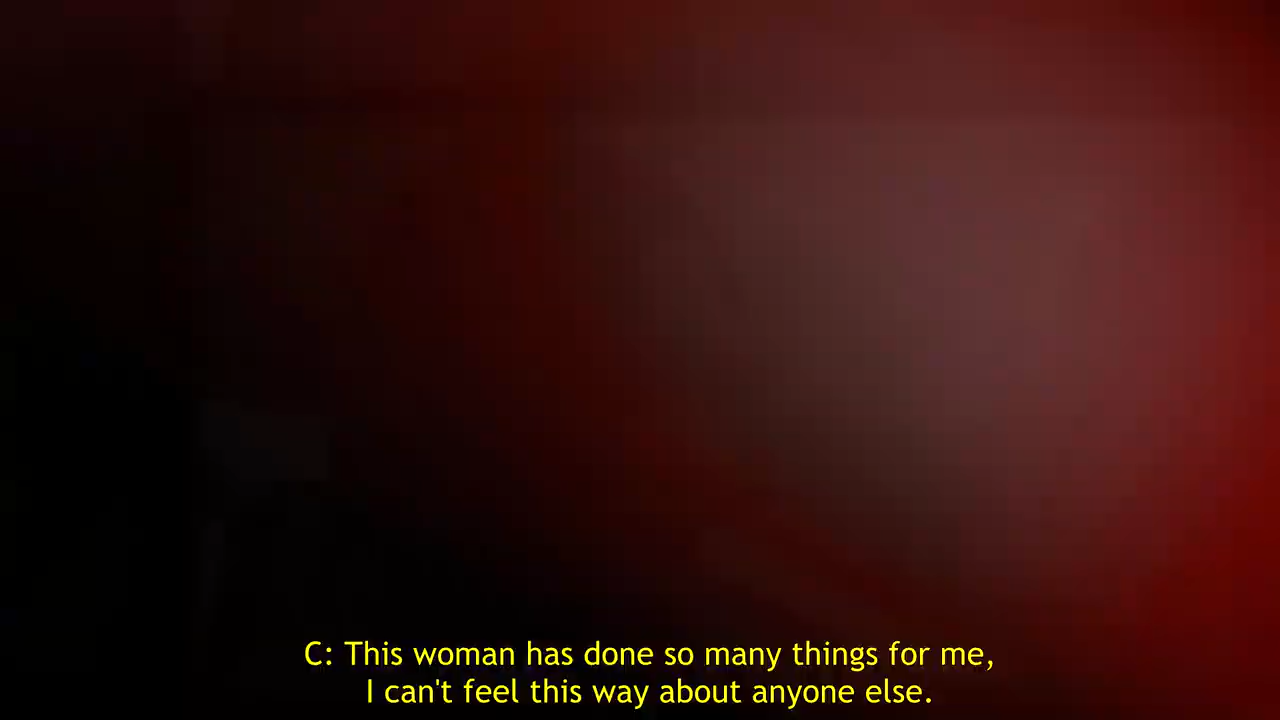 C: This woman has done so many things for me,
I can't feel this way about anyone else.